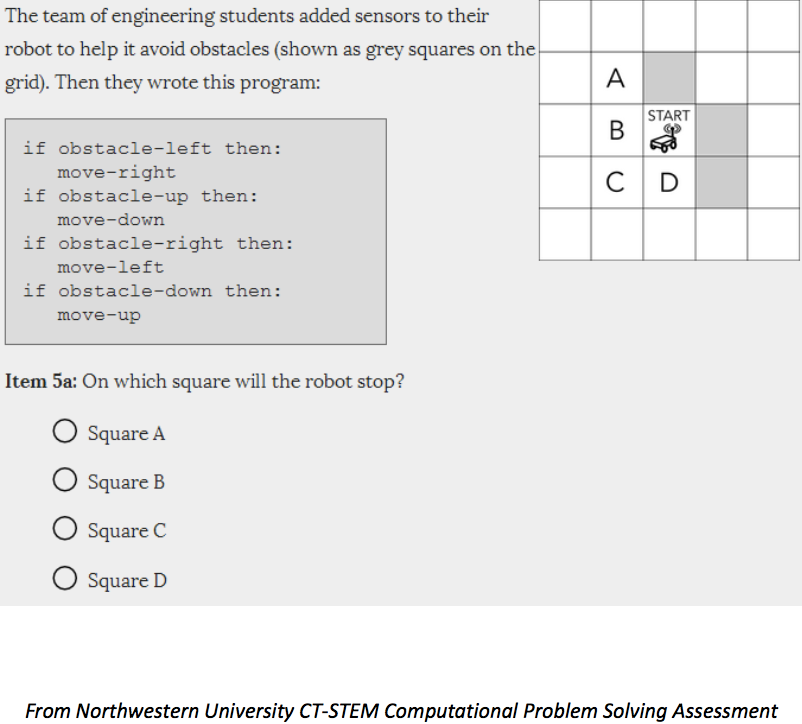 The team of engineering students added sensors to their
robot to help it avoid obstacles (shown as grey squares on the
grid). Then they wrote this program:
if obstacle-left then:
move-right
if obstacle-up then:
move-down
if obstacle-right then:
move-left
if obstacle-down then:
move-up
A
START
B
C D
Item 5a: On which square will the robot stop?
Square A
Square B
Square C
Square D
From Northwestern University CT-STEM Computational Problem Solving Assessment